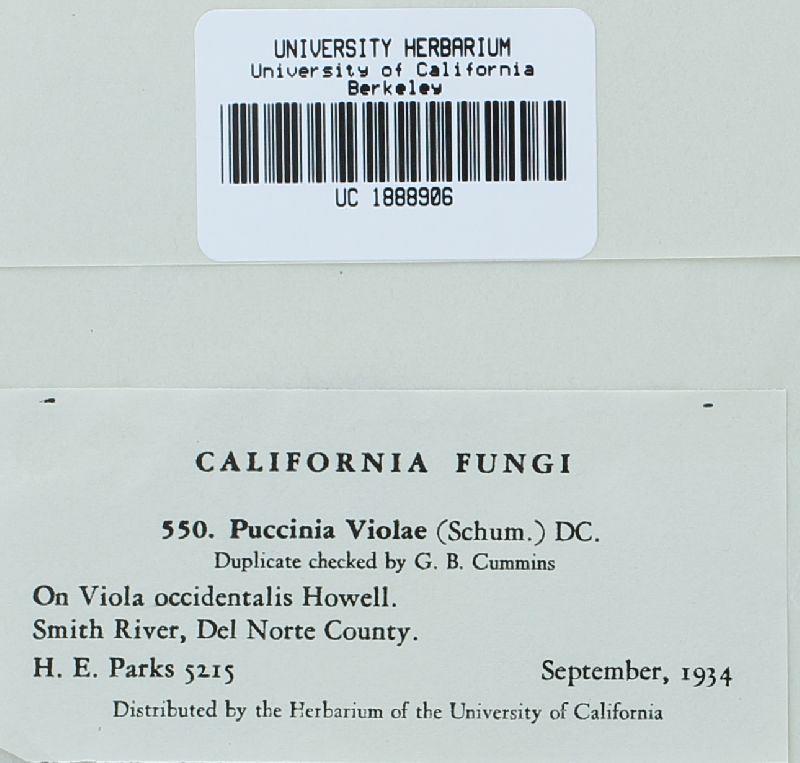 UNIVERSITY HERBARIUM
University of California
Berkeley
UC 1888906
CALIFORNIA FUNGI
550. Puccinia Violae (Schum.) DC.
Duplicate checked by G. B. Cummins
On Viola occidentalis Howell.
Smith River, Del Norte County.
H. E. Parks 5215 September, 1934
Distributed by the Herbarium of the University of California